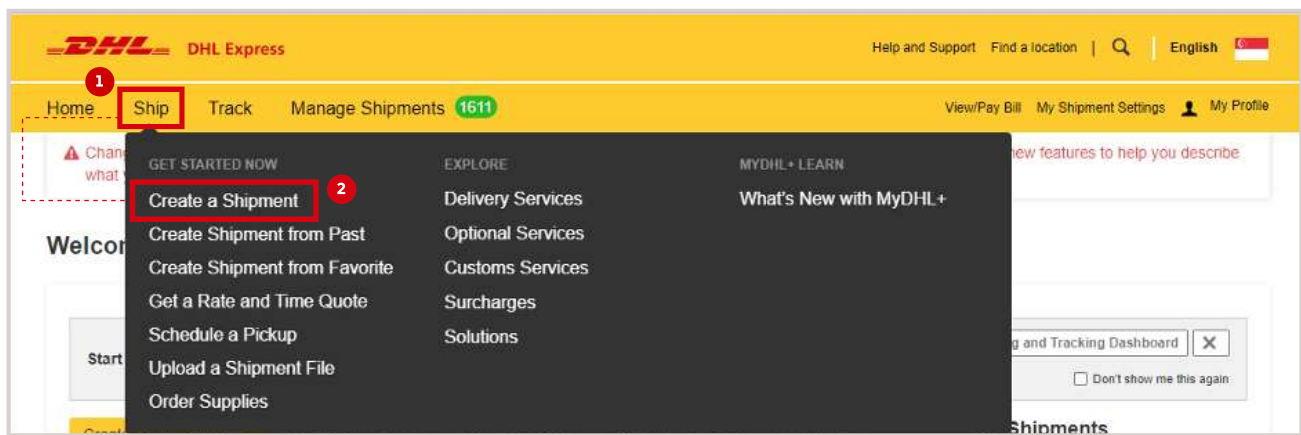 DHL DHL Express
Help and Support Find a location | English
1
Home Ship Track Manage Shipments 1611
View/Pay Bill My Shipment Settings My Profile
new features to help you describe
what
GET STARTED NOW
Create a Shipment 2
Create Shipment from Past
Create Shipment from Favorite
Get a Rate and Time Quote
Schedule a Pickup
Upload a Shipment File
Order Supplies
EXPLORE
Delivery Services
Optional Services
Customs Services
Surcharges
Solutions
MYDHL+ LEARN
What's New with MyDHL+
Start
and Tracking Dashboard
Don't show me this again
Shipments